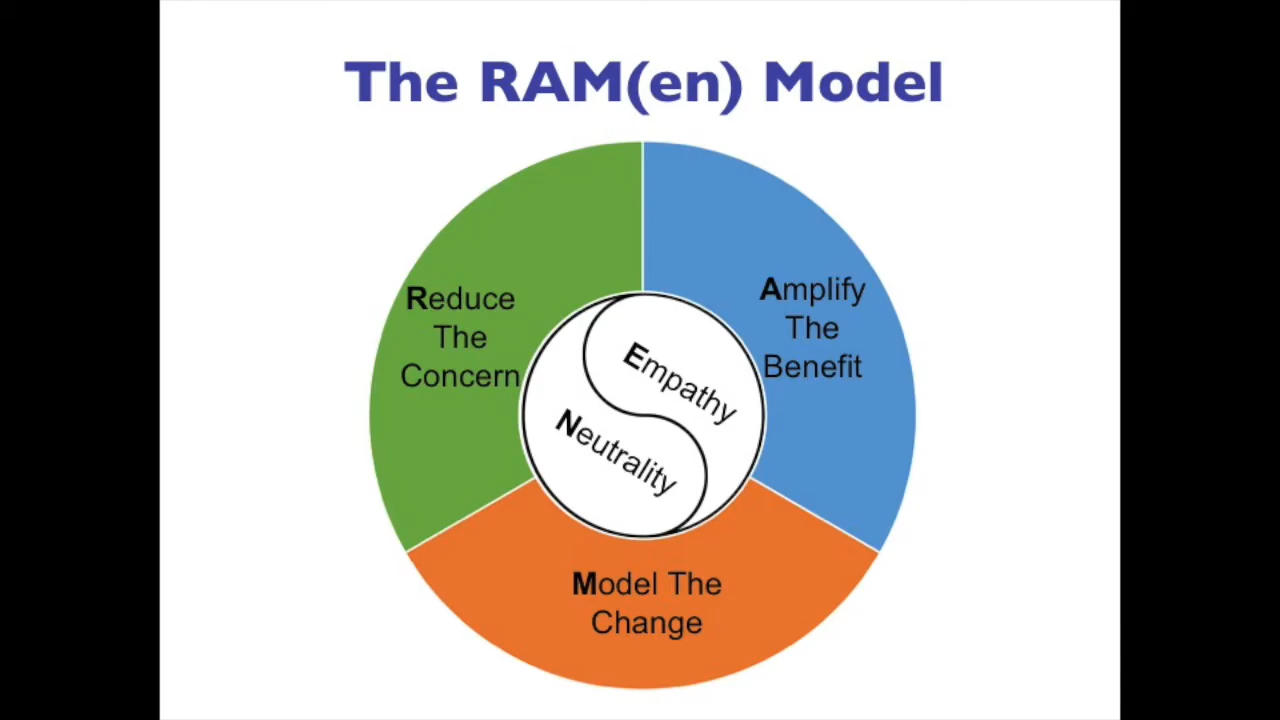 The RAM(en) Model
Reduce
The
Concern
Amplify
The
Benefit
Empathy
Neutrality
Model The
Change